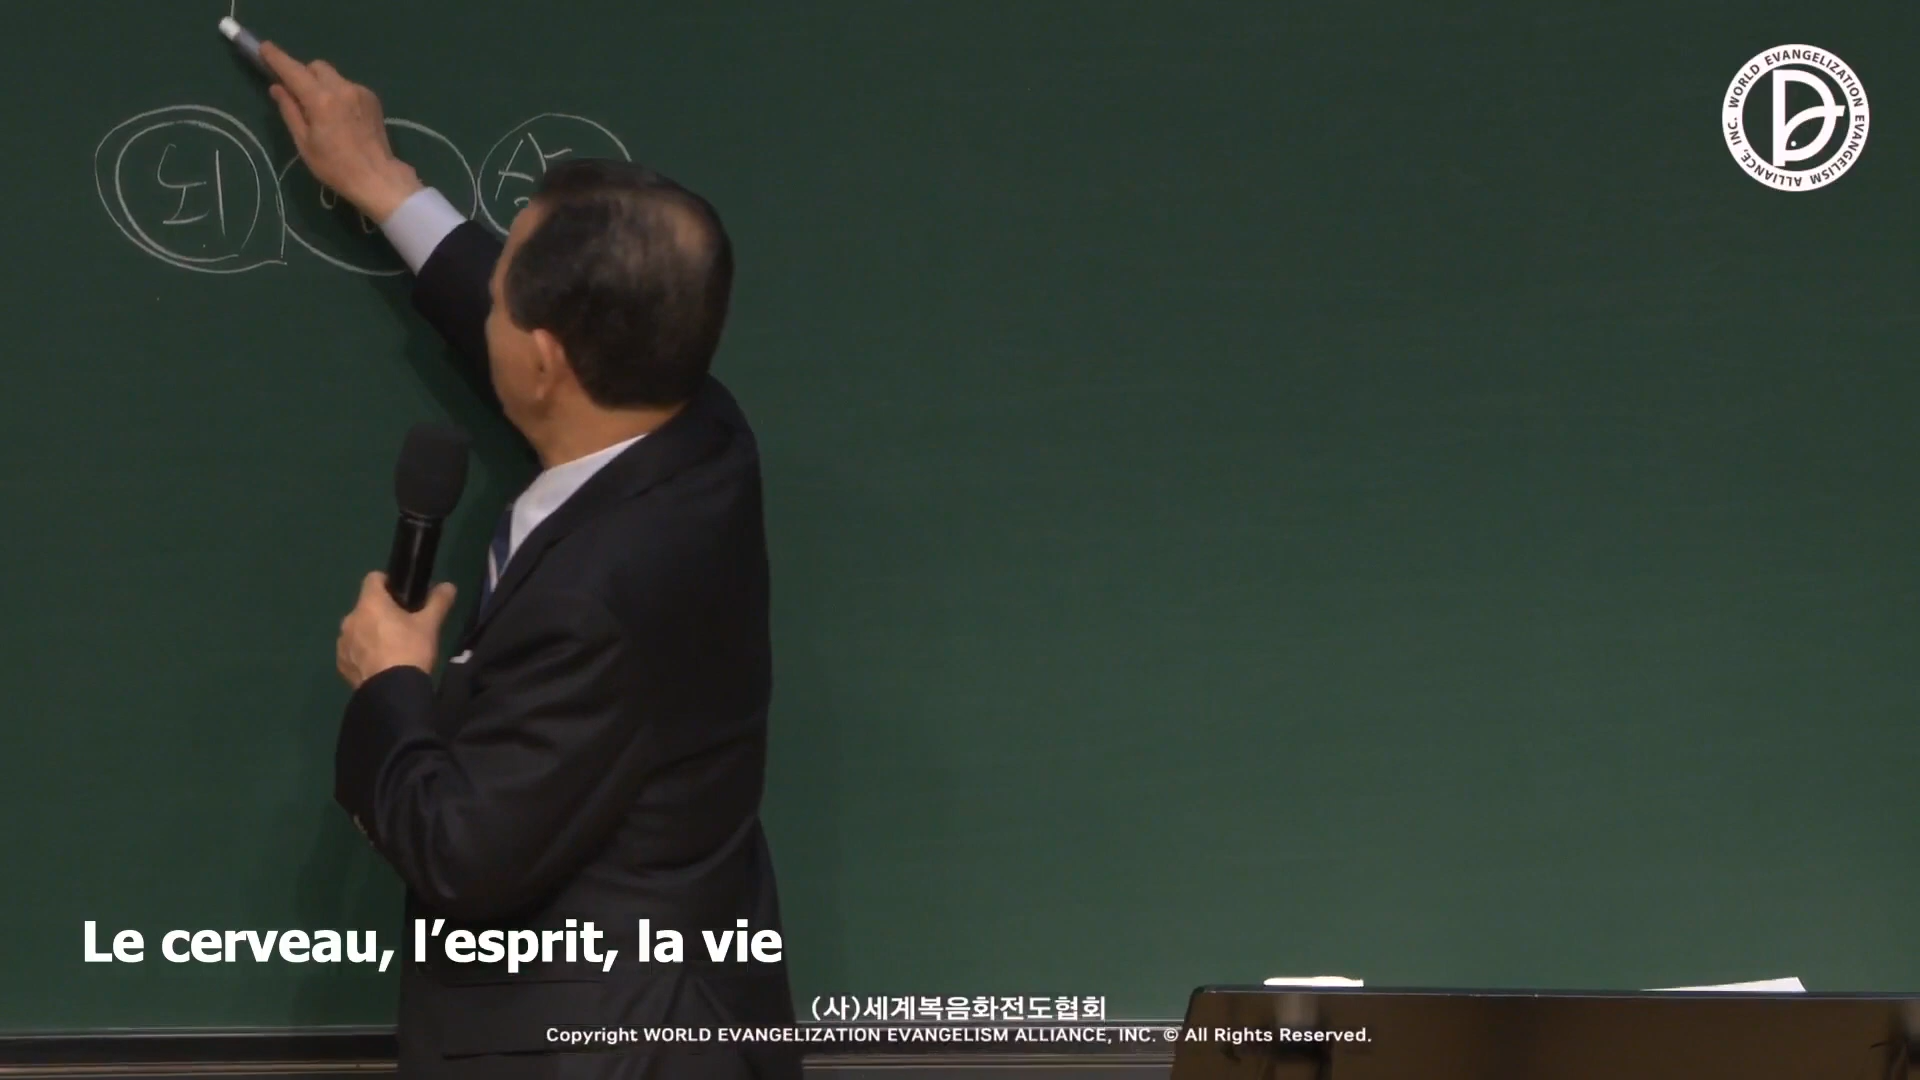 WORLD EVANGELIZATION EVANGELISM ALLIANCE, INC.
뇌
Le cerveau, l’esprit, la vie
(사)세계복음화전도협회
Copyright WORLD EVANGELIZATION EVANGELISM ALLIANCE, INC. © All Rights Reserved.